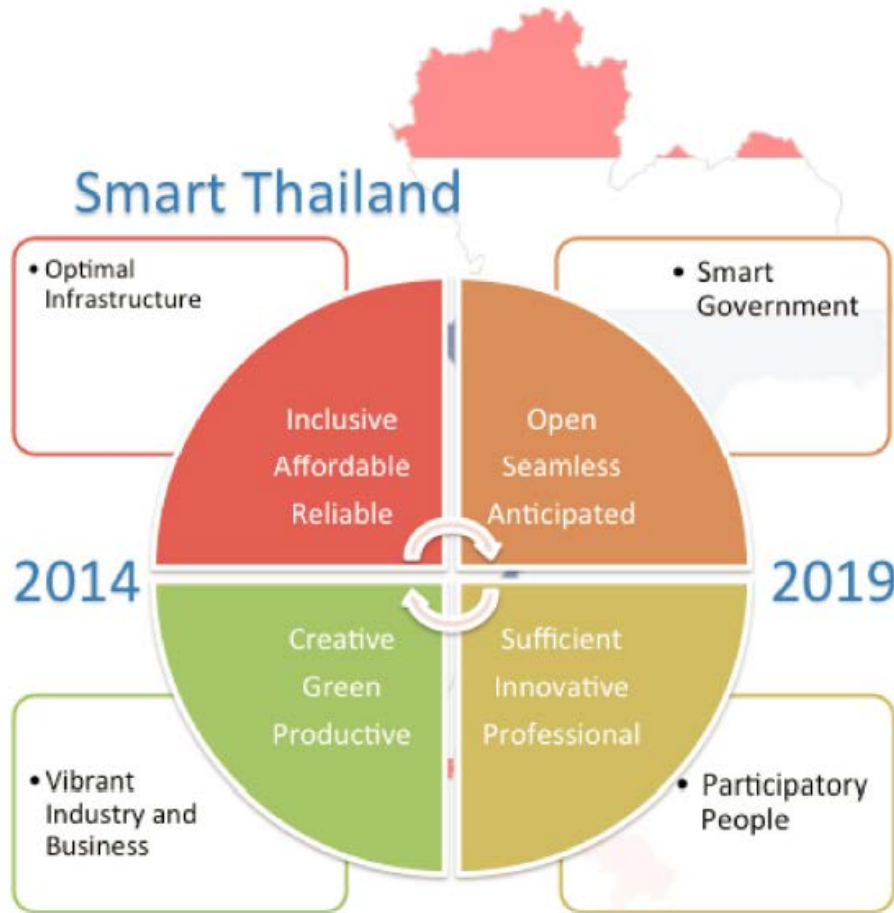 Smart Thailand
• Optimal
Infrastructure
• Smart
Government
Inclusive
Affordable
Reliable
Open
Seamless
Anticipated
2014
2019
Creative
Green
Productive
Sufficient
Innovative
Professional
• Vibrant
Industry and
Business
• Participatory
People